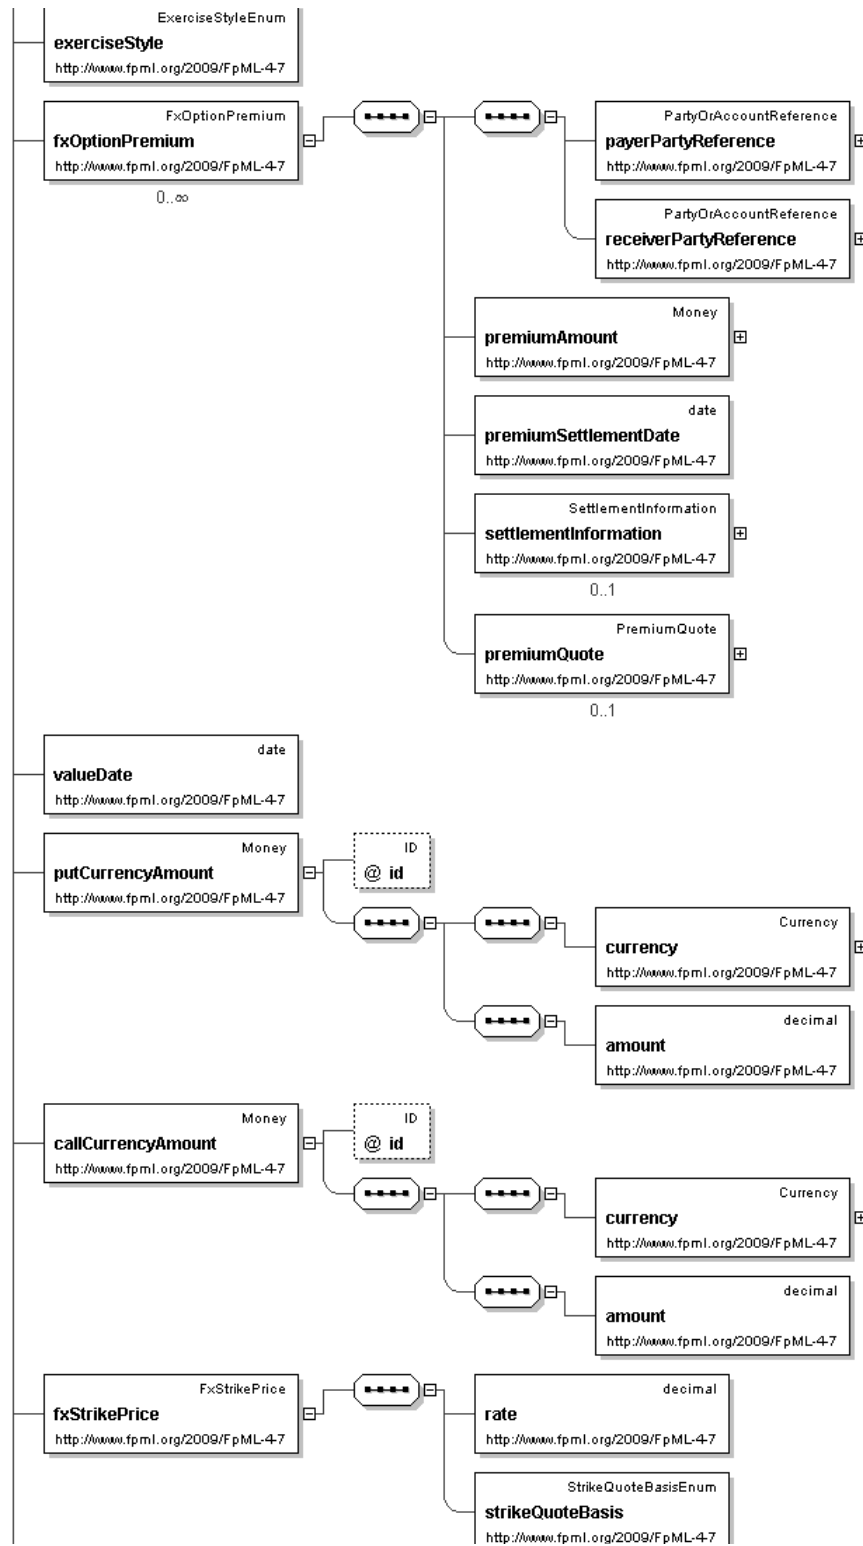 ExerciseStyleEnum
exerciseStyle
http://www.fpml.org/2009/FpML-4-7
FxOptionPremium
fxOptionPremium
http://www.fpml.org/2009/FpML-4-7
0..∞
PartyOrAccountReference
payerPartyReference
http://www.fpml.org/2009/FpML-4-7
PartyOrAccountReference
receiverPartyReference
http://www.fpml.org/2009/FpML-4-7
Money
premiumAmount
http://www.fpml.org/2009/FpML-4-7
date
premiumSettlementDate
http://www.fpml.org/2009/FpML-4-7
SettlementInformation
settlementInformation
http://www.fpml.org/2009/FpML-4-7
0..1
PremiumQuote
premiumQuote
http://www.fpml.org/2009/FpML-4-7
0..1
date
valueDate
http://www.fpml.org/2009/FpML-4-7
Money
putCurrencyAmount
http://www.fpml.org/2009/FpML-4-7
ID
@ id
Currency
currency
http://www.fpml.org/2009/FpML-4-7
decimal
amount
http://www.fpml.org/2009/FpML-4-7
Money
callCurrencyAmount
http://www.fpml.org/2009/FpML-4-7
ID
@ id
Currency
currency
http://www.fpml.org/2009/FpML-4-7
decimal
amount
http://www.fpml.org/2009/FpML-4-7
FxStrikePrice
fxStrikePrice
http://www.fpml.org/2009/FpML-4-7
decimal
rate
http://www.fpml.org/2009/FpML-4-7
StrikeQuoteBasisEnum
strikeQuoteBasis
http://www.fpml.org/2009/FpML-4-7